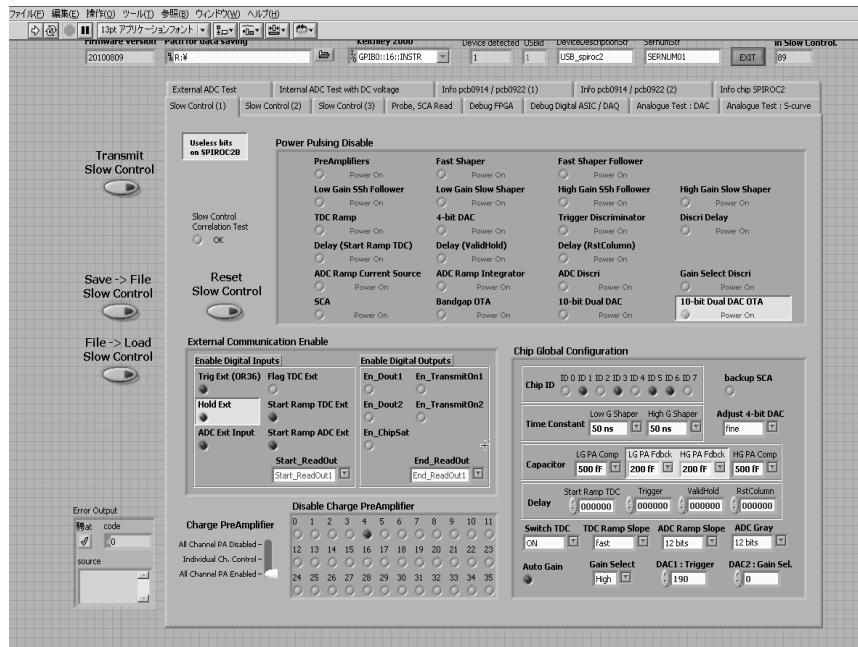 ファイル(F) 編集(E) 操作(O) ツール(T) 参照(B) ウィンドウ(W) ヘルプ(H)
13pt アプリケーションフォント
Firmware version Path for data saving Keithley 2000 Device detected USBid DeviceDescriptionStr SernumStr in Slow Control.
20100809 R:¥ GPIB0::16::INSTR 1 1 USB_spiroc2 SERNUM01 EXIT 89
External ADC Test Internal ADC Test with DC voltage Info pcb0914 / pcb0922 (1) Info pcb0914 / pcb0922 (2) Info chip SPIROC2
Slow Control (1) Slow Control (2) Slow Control (3) Probe, SCA Read Debug FPGA Debug Digital ASIC / DAQ Analogue Test : DAC Analogue Test : S-curve
Transmit
Slow Control
Useless bits
on SPIROC2B
Slow Control
Correlation Test
OK
Power Pulsing Disable
PreAmplifiers Fast Shaper Fast Shaper Follower
Power On Power On Power On
Low Gain SSh Follower Low Gain Slow Shaper High Gain SSh Follower High Gain Slow Shaper
Power On Power On Power On Power On
TDC Ramp 4-bit DAC Trigger Discriminator Discri Delay
Power On Power On Power On Power On
Delay (Start Ramp TDC) Delay (ValidHold) Delay (RstColumn)
Power On Power On Power On
ADC Ramp Current Source ADC Ramp Integrator ADC Discri Gain Select Discri
Power On Power On Power On Power On
SCA Bandgap OTA 10-bit Dual DAC 10-bit Dual DAC OTA
Power On Power On Power On Power On
Save -> File
Slow Control
Reset
Slow Control
File -> Load
Slow Control
External Communication Enable
Enable Digital Inputs
Trig Ext (OR36) Flag TDC Ext
Hold Ext Start Ramp TDC Ext
ADC Ext Input Start Ramp ADC Ext
Start_ReadOut
Start_ReadOut1
Enable Digital Outputs
En_Dout1 En_TransmitOn1
En_Dout2 En_TransmitOn2
En_ChipSat
End_ReadOut
End_ReadOut1
Chip Global Configuration
Chip ID ID 0 ID 1 ID 2 ID 3 ID 4 ID 5 ID 6 ID 7 backup SCA
Low G Shaper High G Shaper Adjust 4-bit DAC
Time Constant 50 ns 50 ns fine
LG PA Comp LG PA Fdbck HG PA Fdbck HG PA Comp
Capacitor 500 fF 200 fF 200 fF 500 fF
Start Ramp TDC Trigger ValidHold RstColumn
Delay 000000 000000 000000 000000
Switch TDC TDC Ramp Slope ADC Ramp Slope ADC Gray
ON fast 12 bits 12 bits
Auto Gain Gain Select DAC1 : Trigger DAC2 : Gain Sel.
High 190 0
Error Output
code
0
source
Charge PreAmplifier
All Channel PA Disabled
Individual Ch. Control
All Channel PA Enabled
Disable Charge PreAmplifier
0 1 2 3 4 5 6 7 8 9 10 11
12 13 14 15 16 17 18 19 20 21 22 23
24 25 26 27 28 29 30 31 32 33 34 35